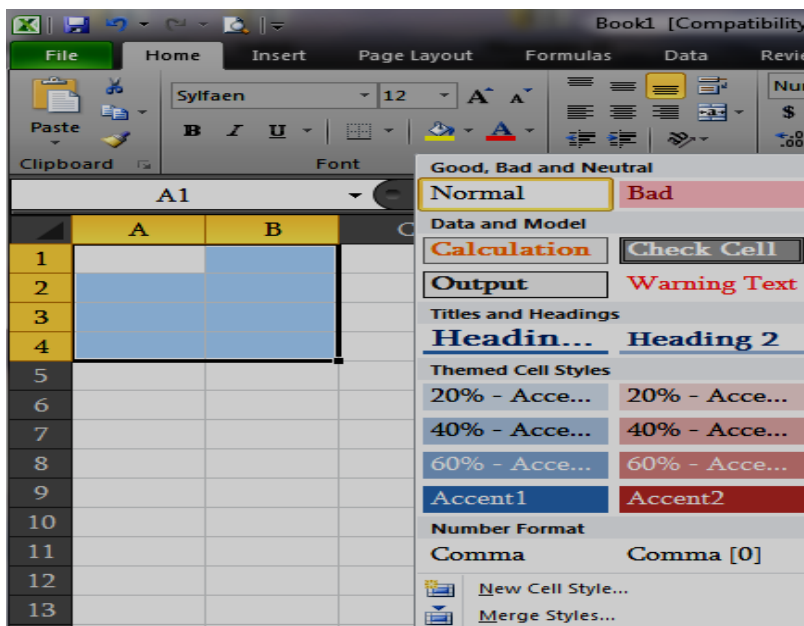 Book1 [Compatibility
File Home Insert Page Layout Formulas Data Revie
Sylfaen 12 A A Nur
Paste B I U A a $ .00
Clipboard Font
Good, Bad and Neutral
A1 Normal Bad
Data and Model
A B C
Calculation Check Cell
1
2 Output Warning Text
3 Titles and Headings
4 Headin... Heading 2
5 Themed Cell Styles
6 20% - Acce... 20% - Acce...
7 40% - Acce... 40% - Acce...
8 60% - Acce... 60% - Acce...
9 Accent1 Accent2
10 Number Format
11 Comma Comma [0]
12 New Cell Style...
13 Merge Styles...